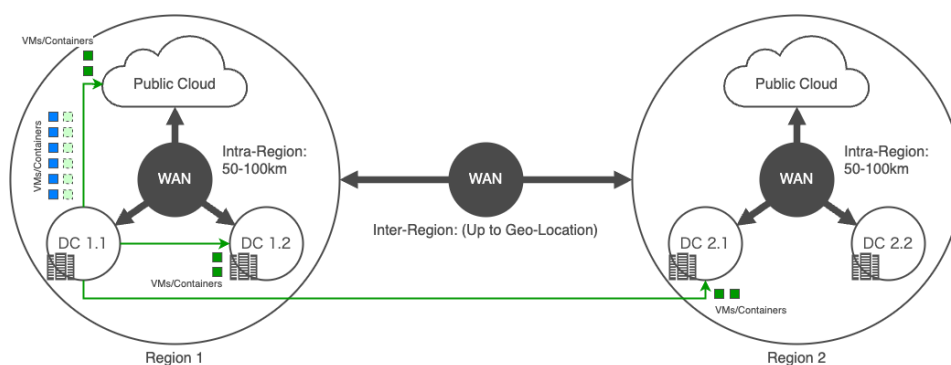 VMs/Containers
Public Cloud
VMs/Containers
Intra-Region:
50-100km
WAN
DC 1.1
DC 1.2
VMs/Containers
Region 1
WAN
Inter-Region: (Up to Geo-Location)
Public Cloud
Intra-Region:
50-100km
WAN
DC 2.1
DC 2.2
VMs/Containers
Region 2